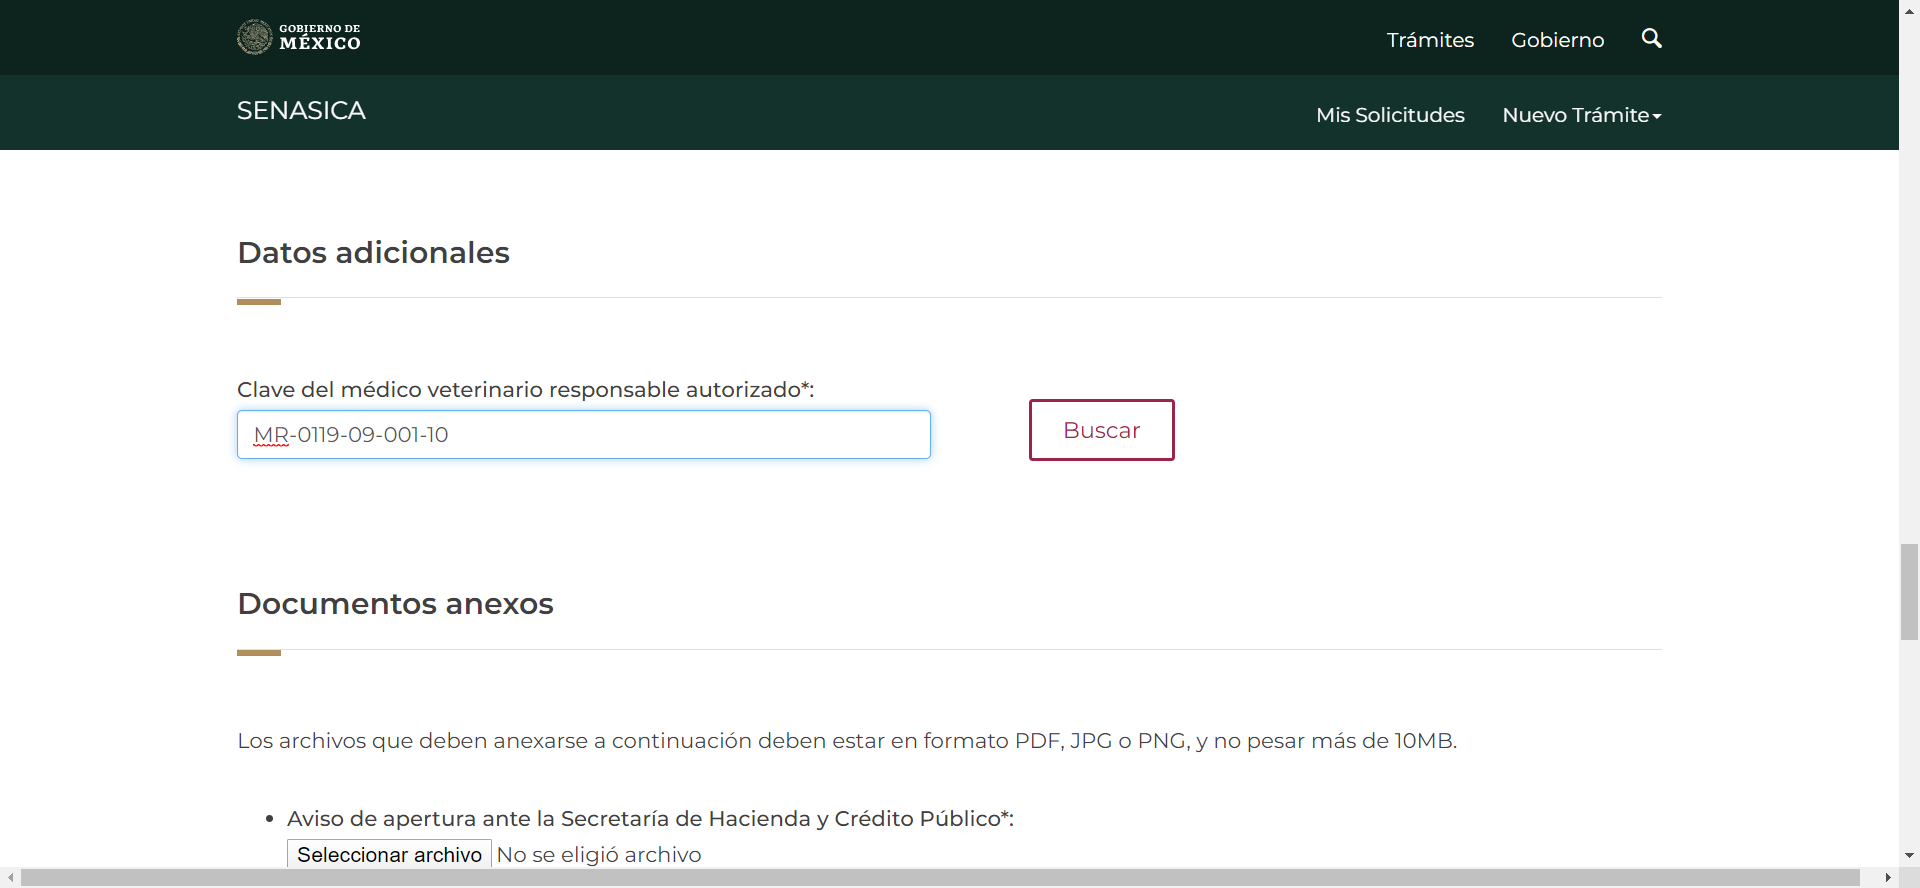 GOBIERNO DE
MÉXICO
Trámites
Gobierno
SENASICA
Mis Solicitudes
Nuevo Trámite
Datos adicionales
Clave del médico veterinario responsable autorizado*:
MR-0119-09-001-10
Buscar
Documentos anexos
Los archivos que deben anexarse a continuación deben estar en formato PDF, JPG o PNG, y no pesar más de 10MB.
Aviso de apertura ante la Secretaría de Hacienda y Crédito Público*:
Seleccionar archivo No se eligió archivo